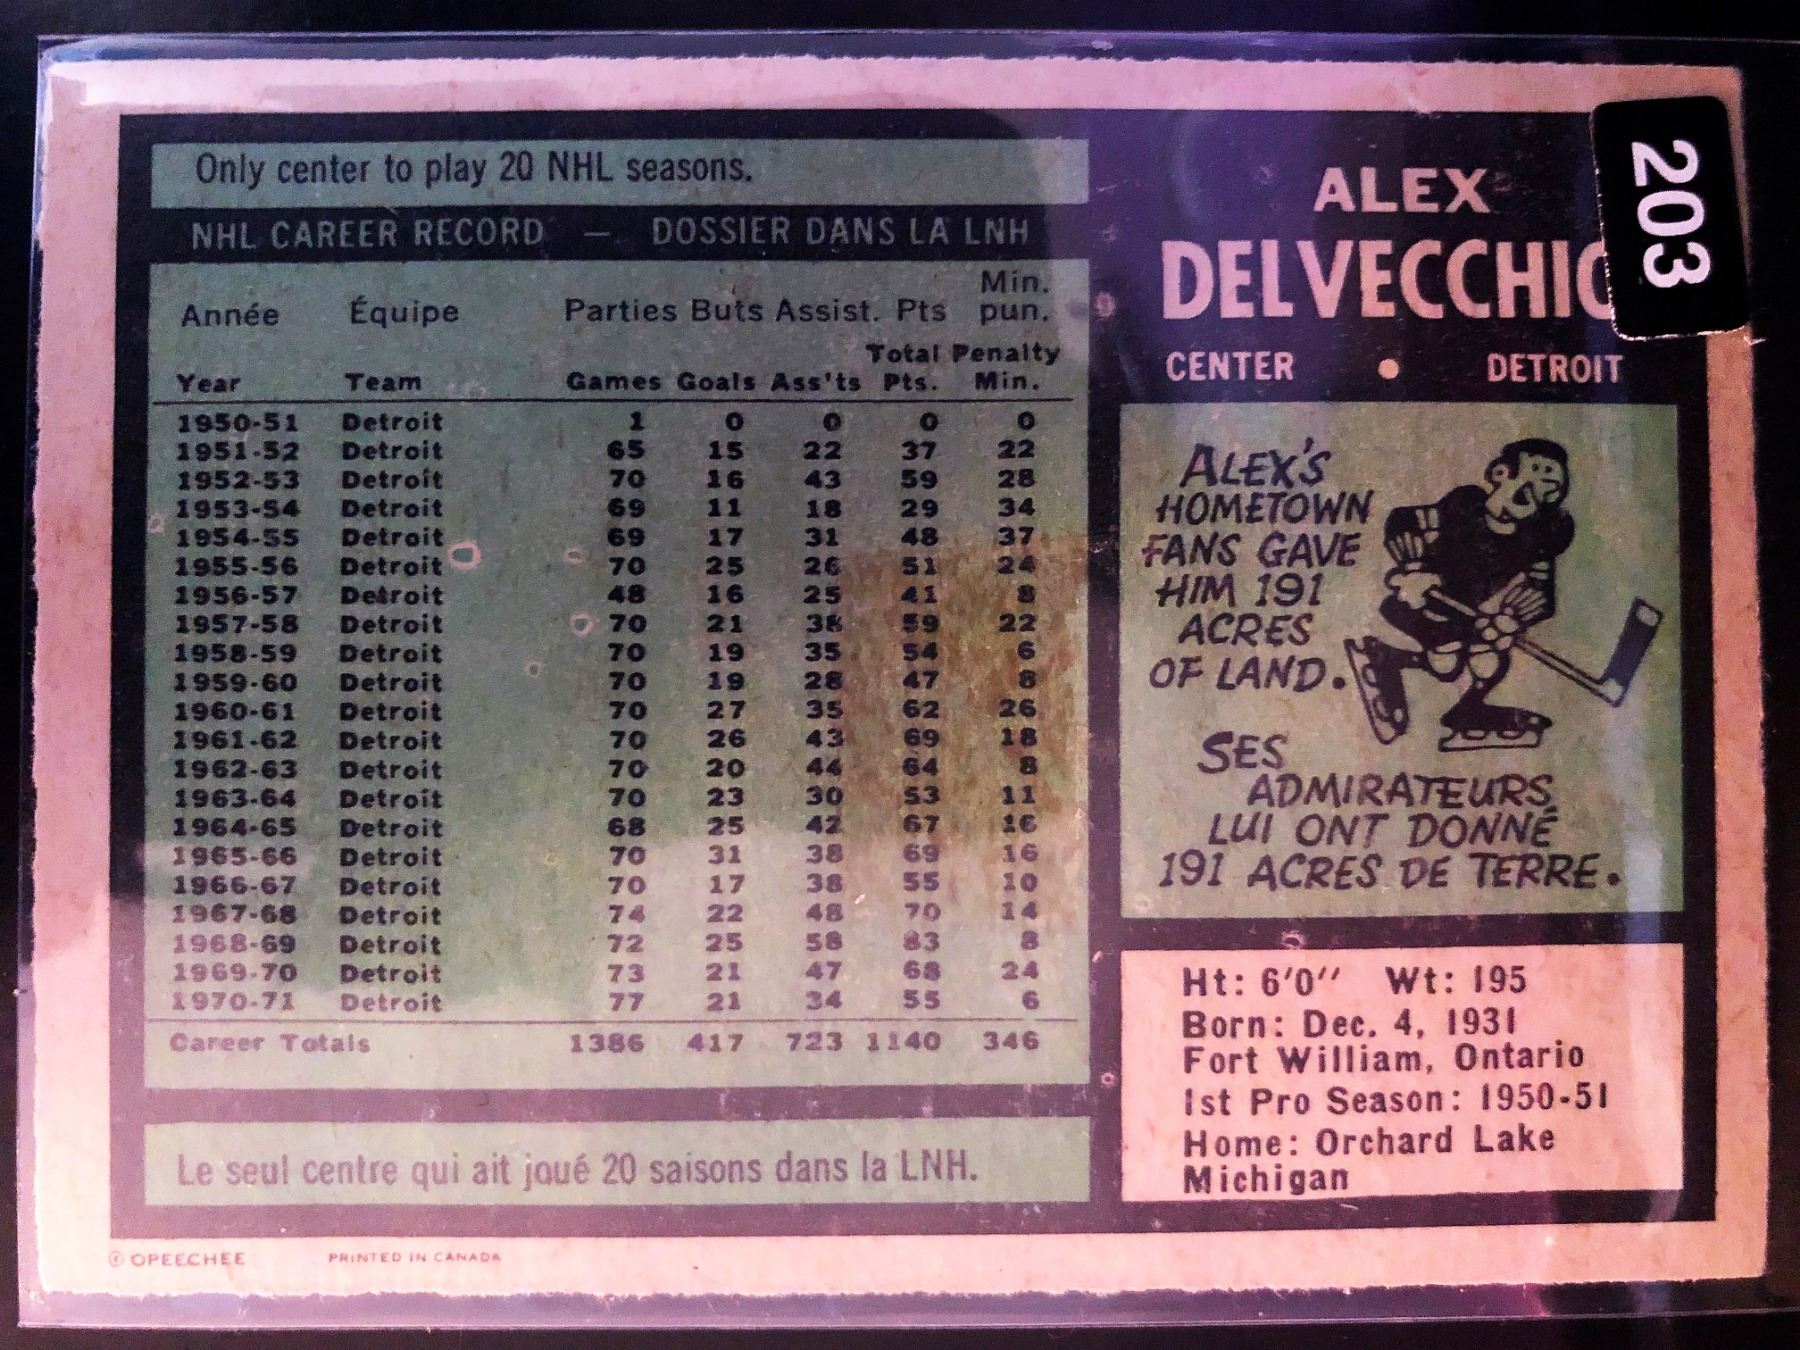 Only center to play 20 NHL seasons.
NHL CAREER RECORD — DOSSIER DANS LA LNH
Année Équipe Parties Buts Assist. Pts Min. pun.
Year Team Games Goals Ass'ts Total Pts. Penalty Min.
1950-51 Detroit 1 0 0 0 0
1951-52 Detroit 65 15 22 37 22
1952-53 Detroit 70 16 43 59 28
1953-54 Detroit 69 11 18 29 34
1954-55 Detroit 69 17 31 48 37
1955-56 Detroit 70 25 26 51 24
1956-57 Detroit 48 16 25 41 8
1957-58 Detroit 70 21 38 59 22
1958-59 Detroit 70 19 35 54 6
1959-60 Detroit 70 19 28 47 8
1960-61 Detroit 70 27 35 62 26
1961-62 Detroit 70 26 43 69 18
1962-63 Detroit 70 20 44 64 8
1963-64 Detroit 70 23 30 53 11
1964-65 Detroit 68 25 42 67 16
1965-66 Detroit 70 31 38 69 16
1966-67 Detroit 70 17 38 55 10
1967-68 Detroit 74 22 48 70 14
1968-69 Detroit 72 25 58 83 8
1969-70 Detroit 73 21 47 68 24
1970-71 Detroit 77 21 34 55 6
Career Totals 1386 417 723 1140 346
Le seul centre qui ait joué 20 saisons dans la LNH.
© OPEECHEE PRINTED IN CANADA
ALEX
DELVECCHIO
CENTER • DETROIT
203
ALEX'S
HOMETOWN
FANS GAVE
HIM 191
ACRES
OF LAND.
SES
ADMIRATEURS
LUI ONT DONNÉ
191 ACRES DE TERRE.
Ht: 6'0'' Wt: 195
Born: Dec. 4, 1931
Fort William, Ontario
1st Pro Season: 1950-51
Home: Orchard Lake
Michigan